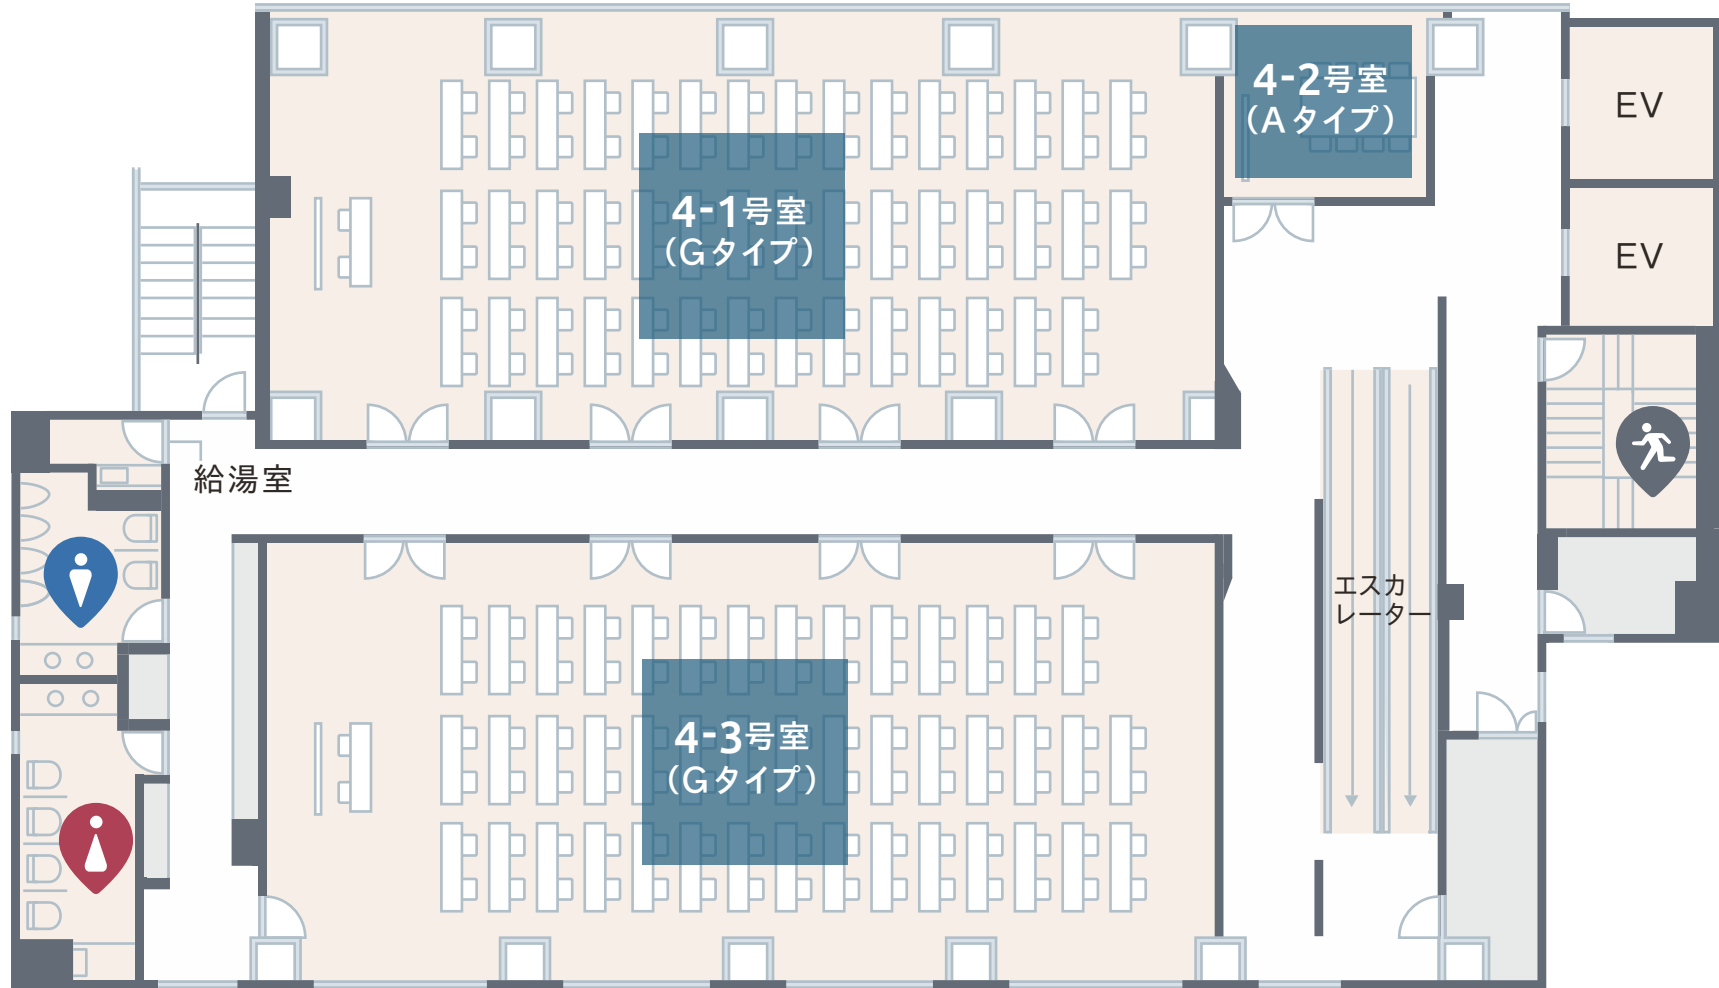 4-1号室
（Gタイプ）
4-2号室
（Aタイプ）
EV
EV
給湯室
エスカ
レーター
4-3号室
（Gタイプ）